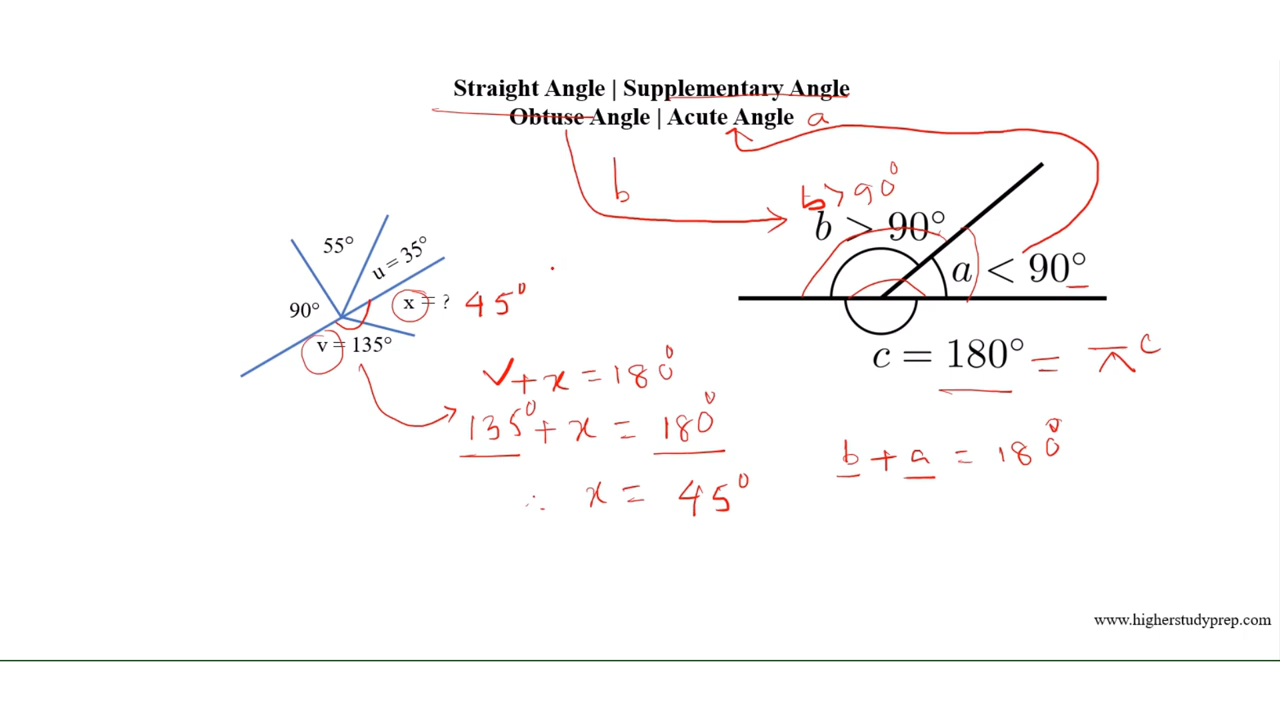 Straight Angle | Supplementary Angle
Obtuse Angle | Acute Angle a
b
b > 90°
b > 90°
a < 90°
c = 180° = π^c
b + a = 180°
55°
u = 35°
90°
x = ? 45°
v = 135°
v + x = 180°
135° + x = 180°
∴ x = 45°
www.higherstudyprep.com